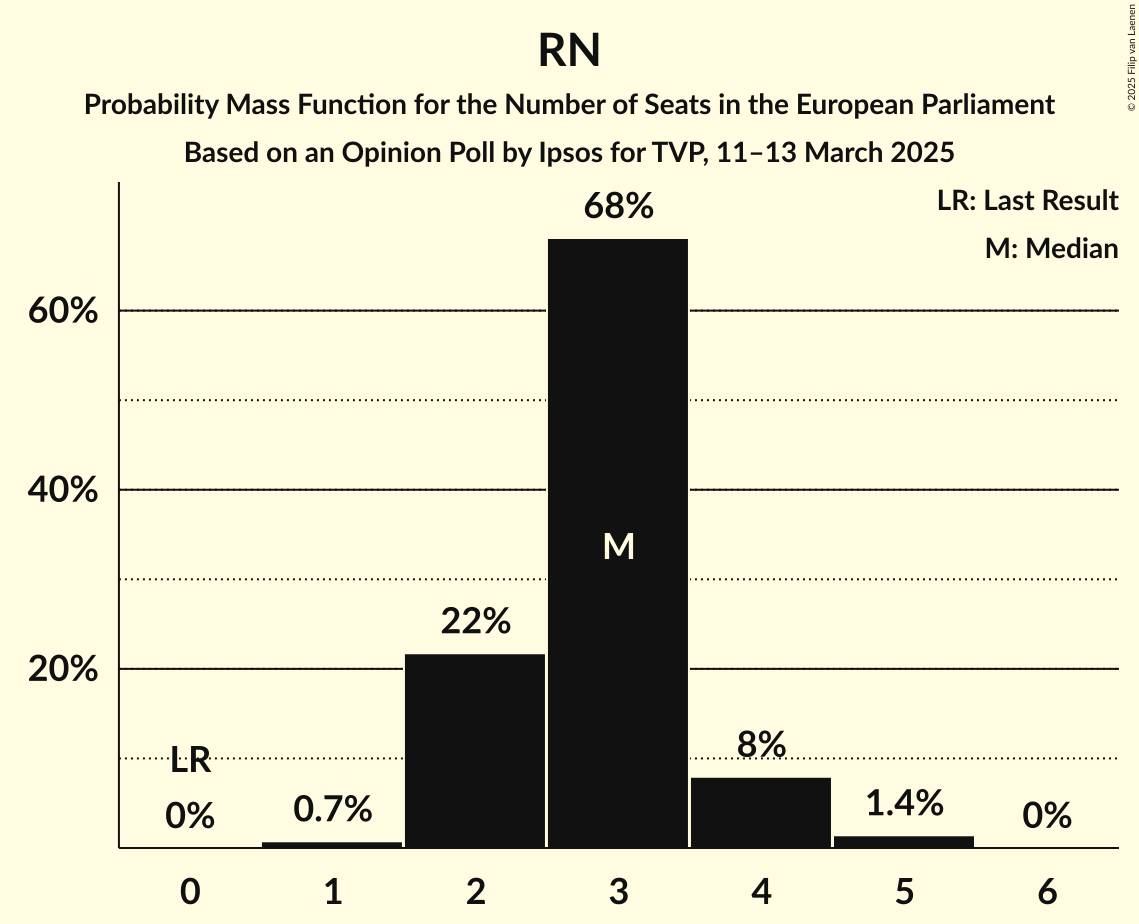 RN
Probability Mass Function for the Number of Seats in the European Parliament
Based on an Opinion Poll by Ipsos for TVP, 11–13 March 2025
© 2025 Filip van Laenen
LR: Last Result
M: Median
68%
60%
40%
M
22%
20%
LR
8%
0%
0.7%
1.4%
0%
0 1 2 3 4 5 6